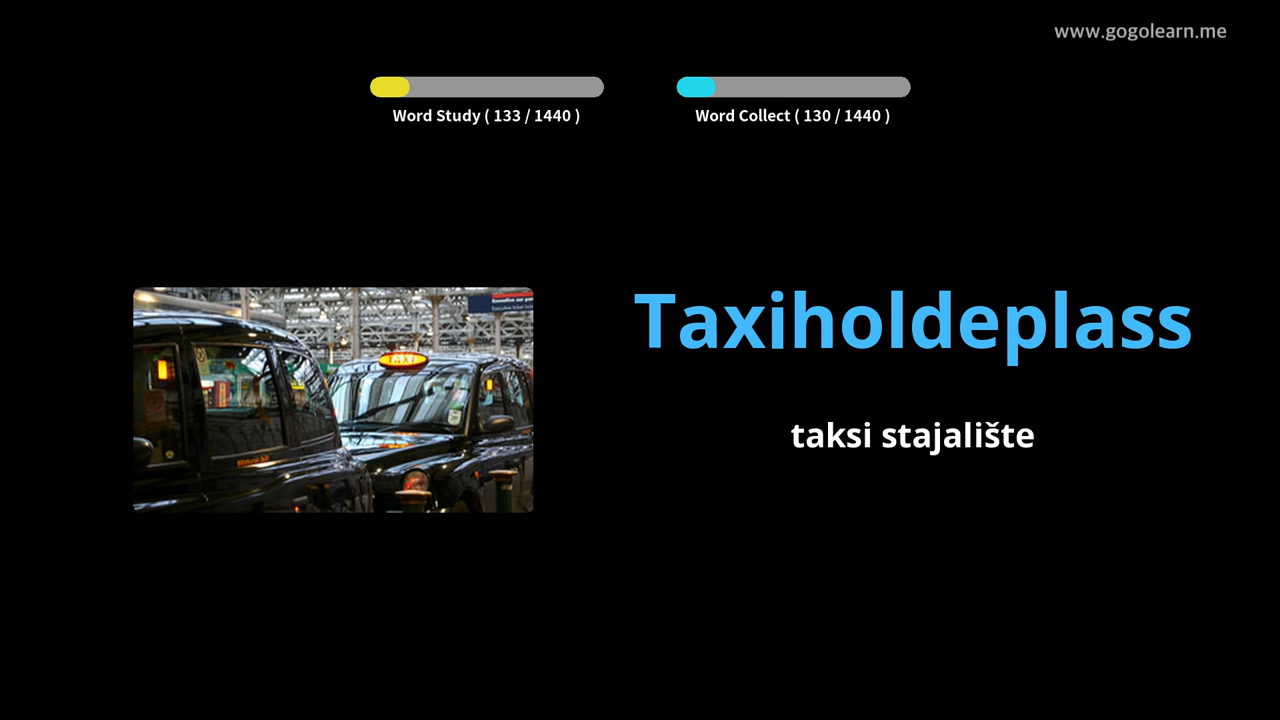 www.gogolearn.me
Word Study ( 133 / 1440 )
Word Collect ( 130 / 1440 )
TAXI
Taxiholdeplass
taksi stajalište